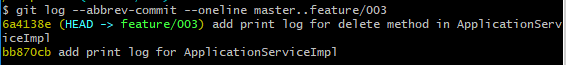 $ git log --abbrev-commit --oneline master..feature/003
6a4138e (HEAD -> feature/003) add print log for delete method in ApplicationServ
iceImpl
bb870cb add print log for ApplicationServiceImpl